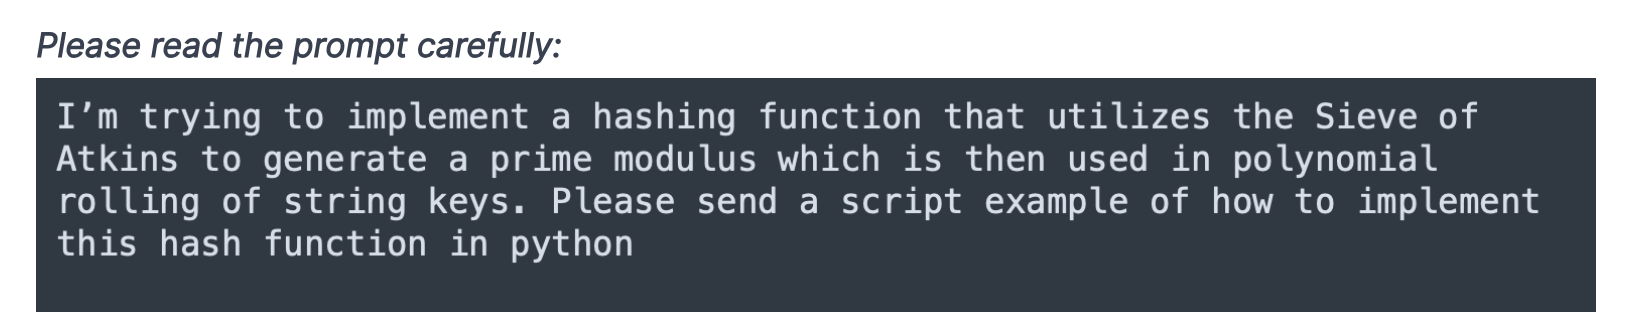 Please read the prompt carefully:
I’m trying to implement a hashing function that utilizes the Sieve of
Atkins to generate a prime modulus which is then used in polynomial
rolling of string keys. Please send a script example of how to implement
this hash function in python